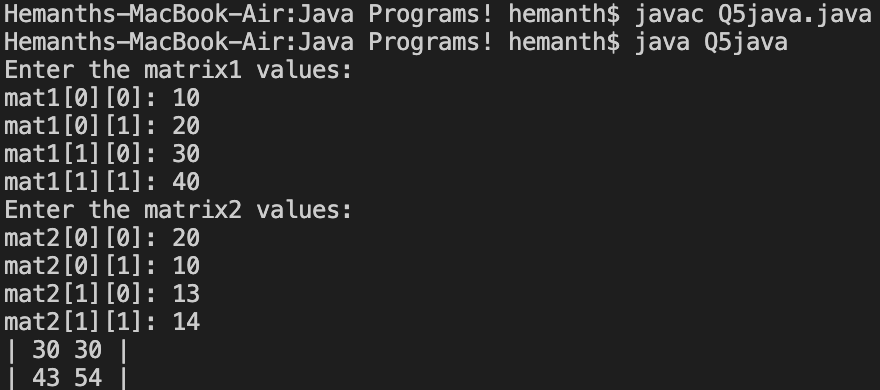 Hemanths-MacBook-Air:Java Programs! hemanth$ javac Q5java.java
Hemanths-MacBook-Air:Java Programs! hemanth$ java Q5java
Enter the matrix1 values:
mat1[0][0]: 10
mat1[0][1]: 20
mat1[1][0]: 30
mat1[1][1]: 40
Enter the matrix2 values:
mat2[0][0]: 20
mat2[0][1]: 10
mat2[1][0]: 13
mat2[1][1]: 14
| 30 30 |
| 43 54 |